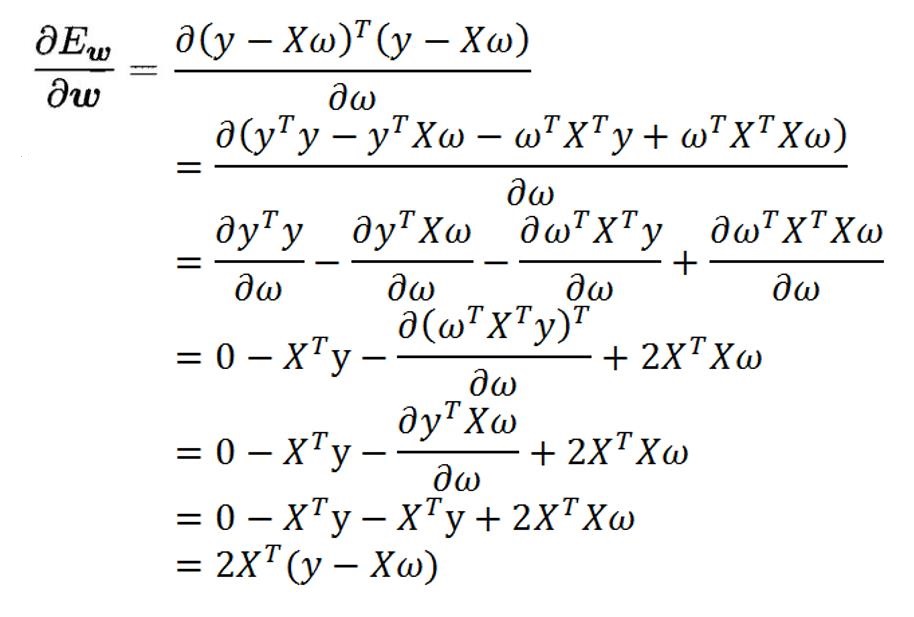 ∂E_w/∂w = ∂(y − Xω)^T(y − Xω)/∂ω
= ∂(y^T y − y^T Xω − ω^T X^T y + ω^T X^T Xω)/∂ω
= ∂y^T y/∂ω − ∂y^T Xω/∂ω − ∂ω^T X^T y/∂ω + ∂ω^T X^T Xω/∂ω
= 0 − X^T y − ∂(ω^T X^T y)^T/∂ω + 2X^T Xω
= 0 − X^T y − ∂y^T Xω/∂ω + 2X^T Xω
= 0 − X^T y − X^T y + 2X^T Xω
= 2X^T(y − Xω)